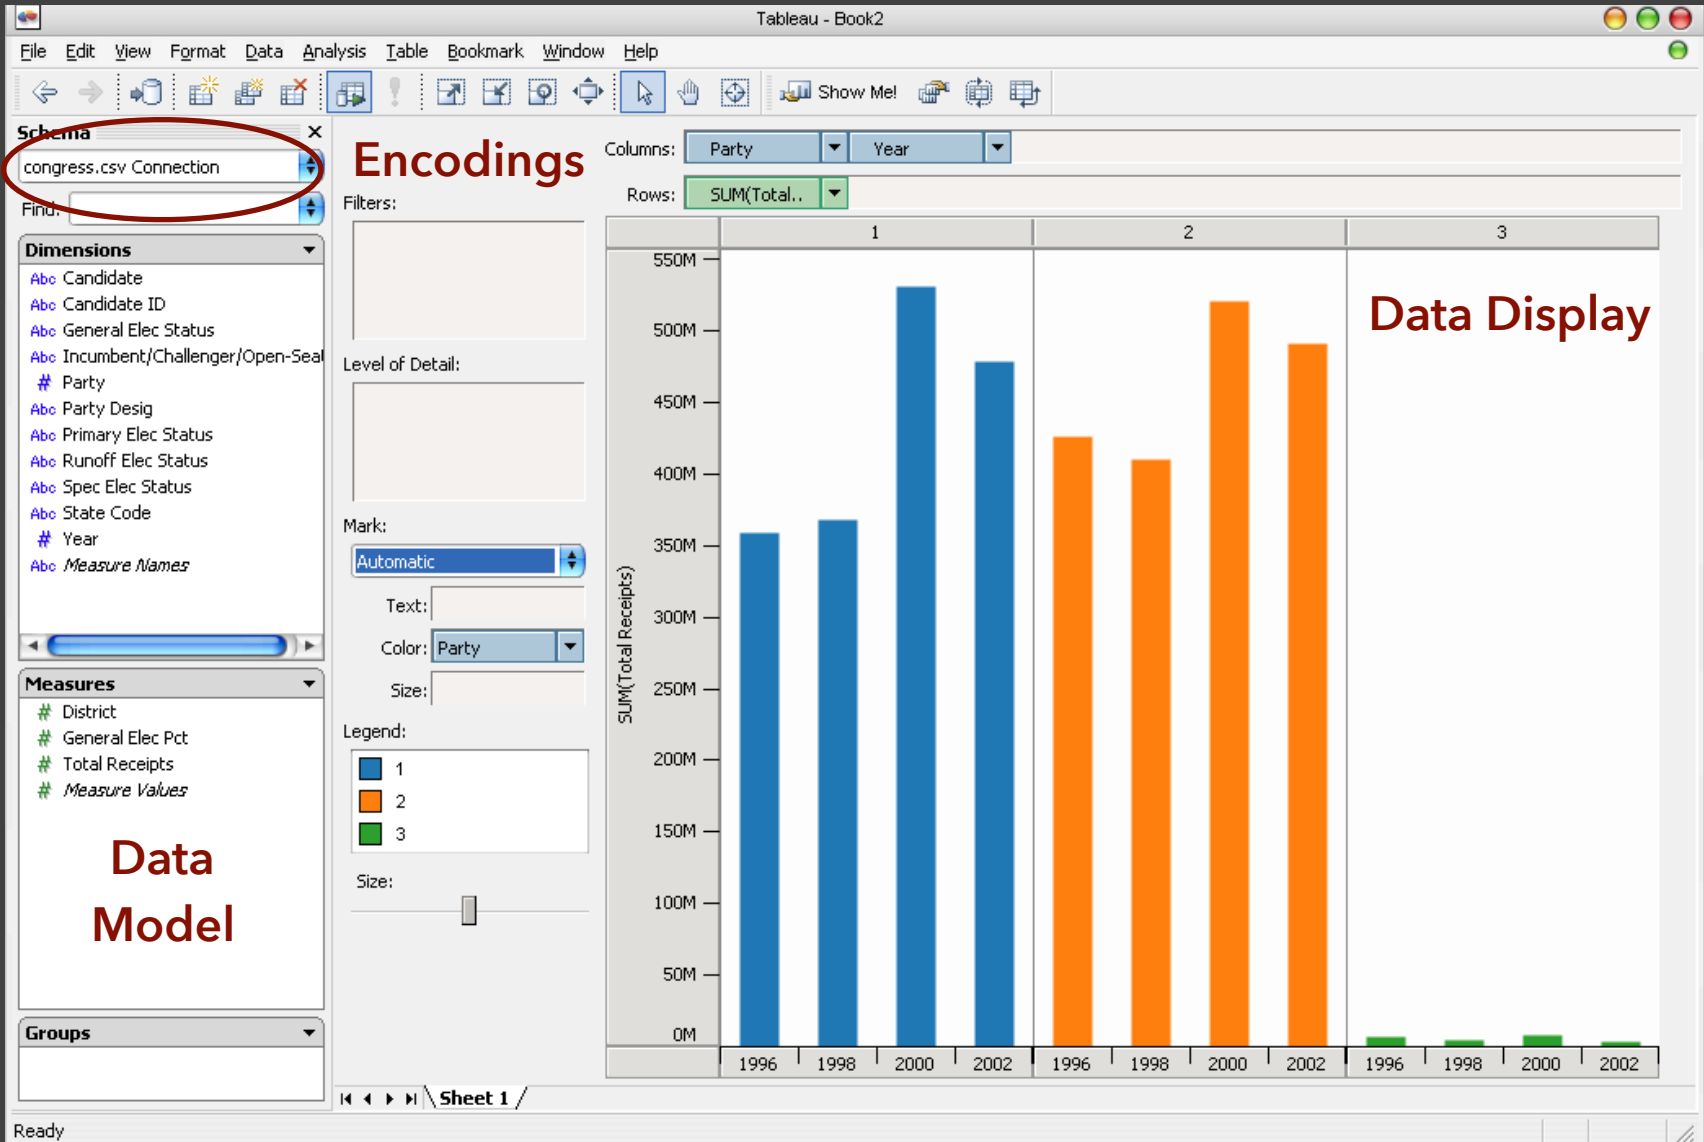 Tableau - Book2
File Edit View Format Data Analysis Table Bookmark Window Help
Show Me!
Schema
congress.csv Connection
Find:
Dimensions
Abc Candidate
Abc Candidate ID
Abc General Elec Status
Abc Incumbent/Challenger/Open-Seat
# Party
Abc Party Desig
Abc Primary Elec Status
Abc Runoff Elec Status
Abc Spec Elec Status
Abc State Code
# Year
Abc Measure Names
Measures
# District
# General Elec Pct
# Total Receipts
# Measure Values
Data
Model
Groups
Encodings
Filters:
Level of Detail:
Mark:
Automatic
Text:
Color: Party
Size:
Legend:
1
2
3
Size:
Columns: Party Year
Rows: SUM(Total..
1 2 3
Data Display
SUM(Total Receipts)
550M
500M
450M
400M
350M
300M
250M
200M
150M
100M
50M
0M
1996 1998 2000 2002 1996 1998 2000 2002 1996 1998 2000 2002
Sheet 1
Ready